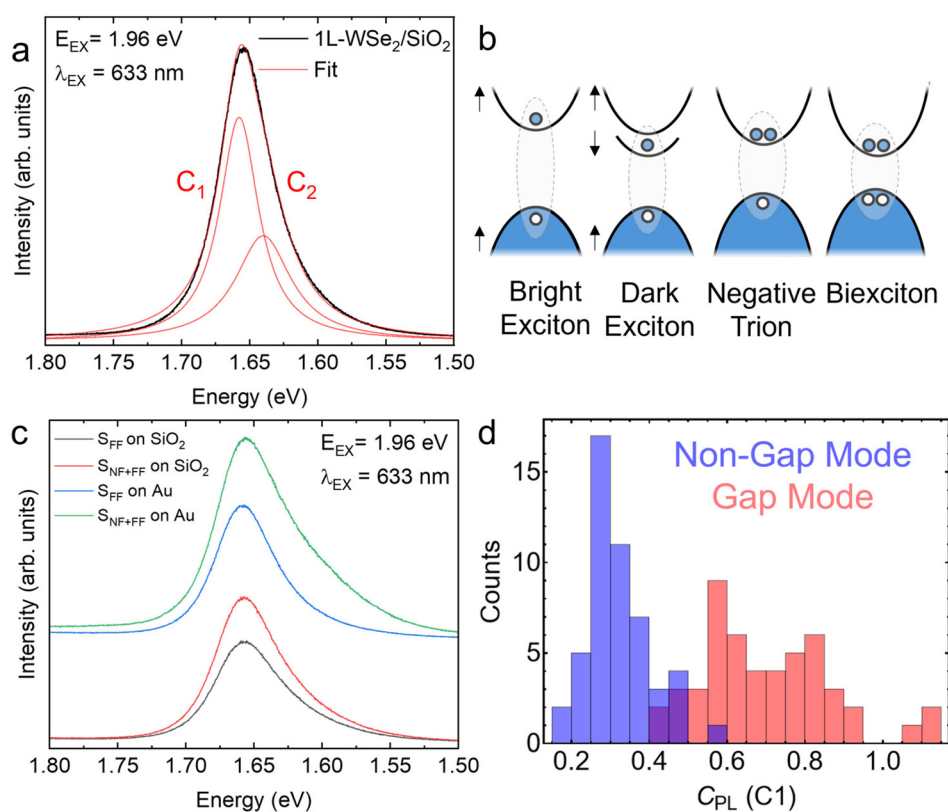 a
E_EX= 1.96 eV
λ_EX = 633 nm
1L-WSe₂/SiO₂
Fit
C₁
C₂
Intensity (arb. units)
1.80 1.75 1.70 1.65 1.60 1.55 1.50
Energy (eV)
b
Bright
Exciton
Dark
Exciton
Negative
Trion
Biexciton
c
S_FF on SiO₂
S_NF+FF on SiO₂
S_FF on Au
S_NF+FF on Au
E_EX= 1.96 eV
λ_EX = 633 nm
Intensity (arb. units)
1.80 1.75 1.70 1.65 1.60 1.55 1.50
Energy (eV)
d
Non-Gap Mode
Gap Mode
Counts
15
10
5
0
0.2 0.4 0.6 0.8 1.0
C_PL (C1)